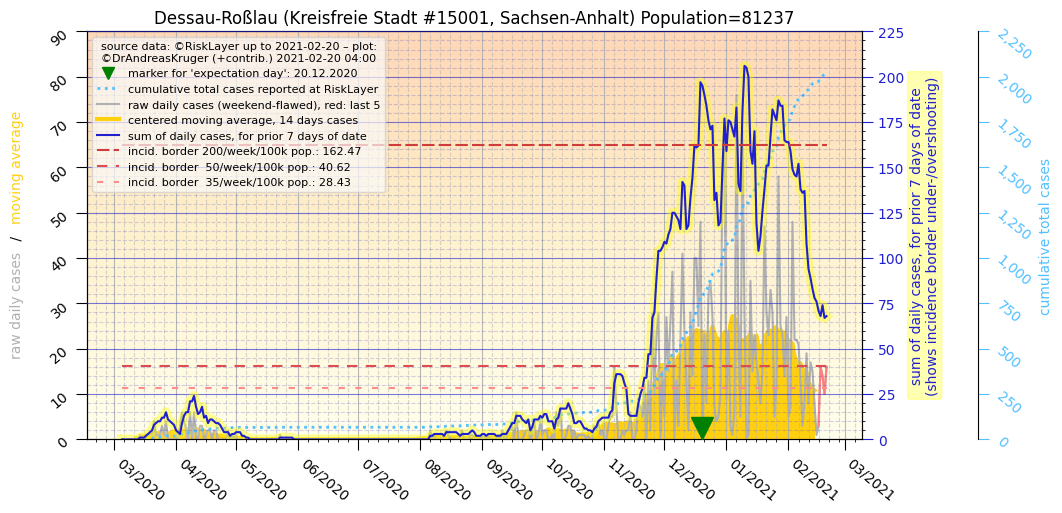 Dessau-Roßlau (Kreisfreie Stadt #15001, Sachsen-Anhalt) Population=81237
source data: ©RiskLayer up to 2021-02-20 – plot:
©DrAndreasKruger (+contrib.) 2021-02-20 04:00
marker for 'expectation day': 20.12.2020
cumulative total cases reported at RiskLayer
raw daily cases (weekend-flawed), red: last 5
centered moving average, 14 days cases
sum of daily cases, for prior 7 days of date
incid. border 200/week/100k pop.: 162.47
incid. border  50/week/100k pop.: 40.62
incid. border  35/week/100k pop.: 28.43
raw daily cases  /  moving average
90
80
70
60
50
40
30
20
10
0
03/2020
04/2020
05/2020
06/2020
07/2020
08/2020
09/2020
10/2020
11/2020
12/2020
01/2021
02/2021
03/2021
225
200
175
150
125
100
75
50
25
0
sum of daily cases, for prior 7 days of date
(shows incidence border under-/overshooting)
2,250
2,000
1,750
1,500
1,250
1,000
750
500
250
0
cumulative total cases